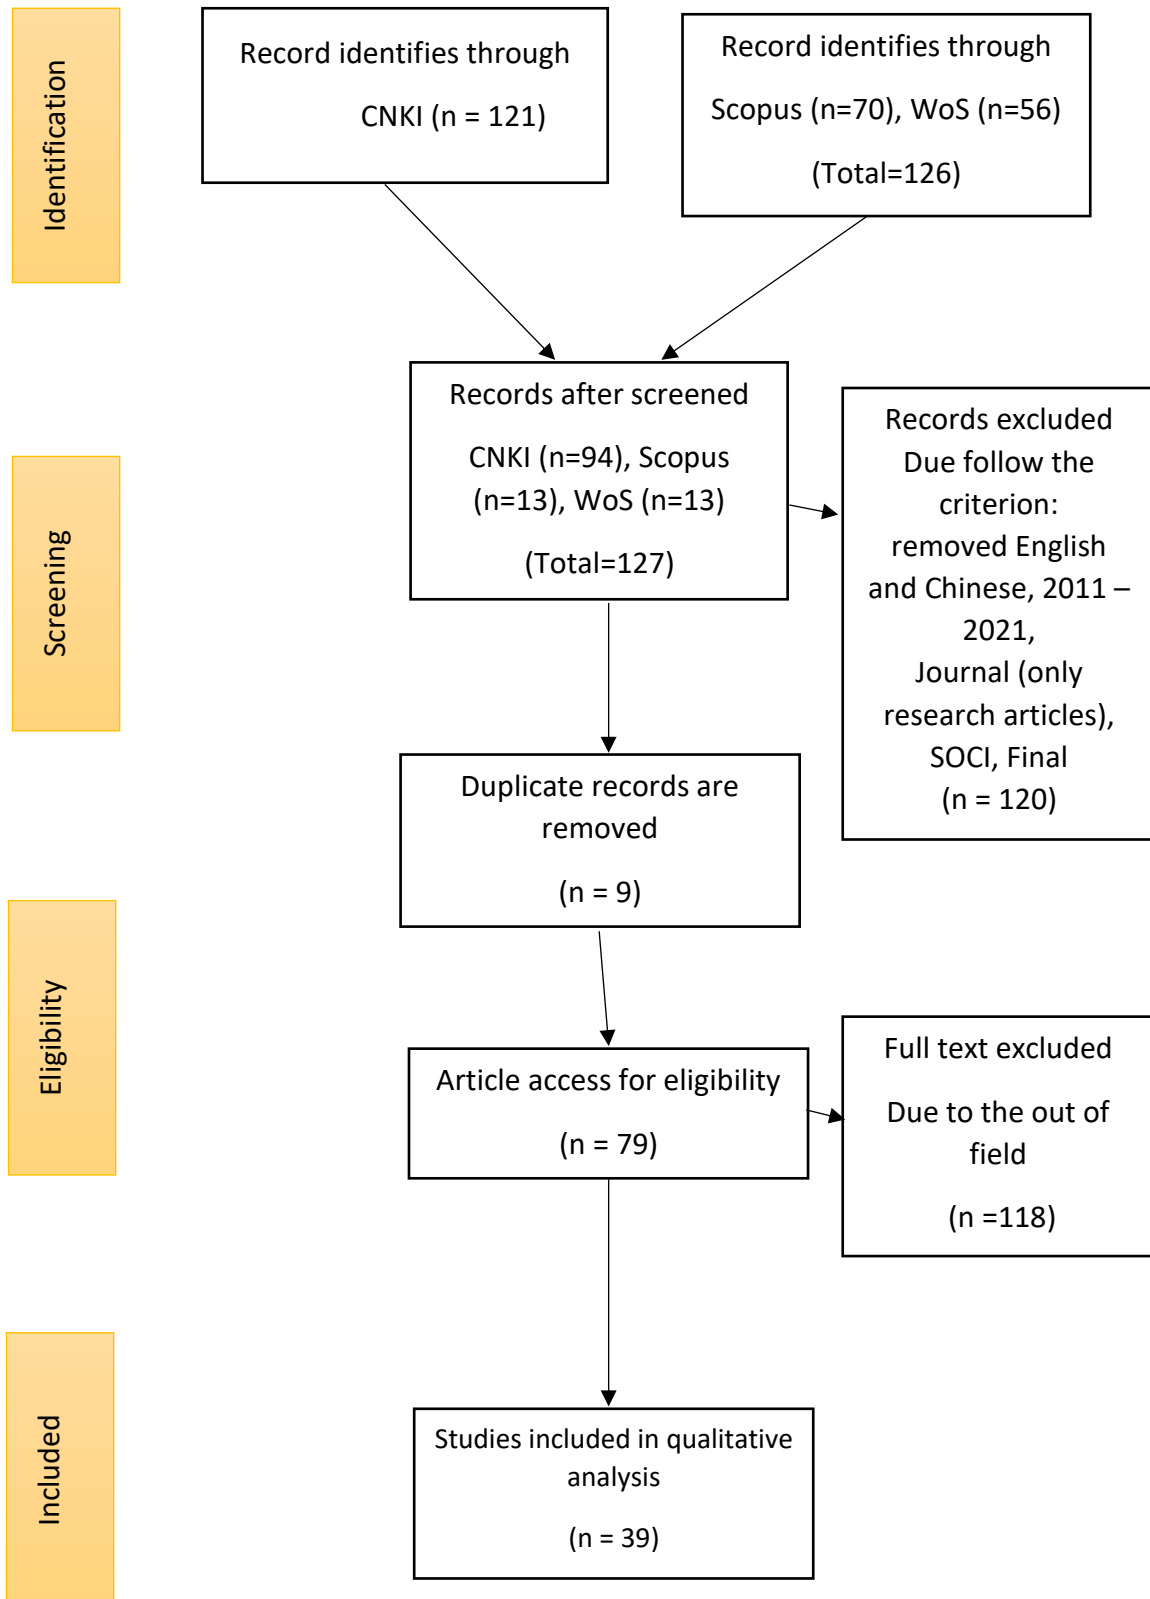 Identification
Record identifies through
CNKI (n = 121)
Record identifies through
Scopus (n=70), WoS (n=56)
(Total=126)
Screening
Records after screened
CNKI (n=94), Scopus
(n=13), WoS (n=13)
(Total=127)
Records excluded
Due follow the
criterion:
removed English
and Chinese, 2011 –
2021,
Journal (only
research articles),
SOCI, Final
(n = 120)
Duplicate records are
removed
(n = 9)
Eligibility
Article access for eligibility
(n = 79)
Full text excluded
Due to the out of
field
(n =118)
Included
Studies included in qualitative
analysis
(n = 39)